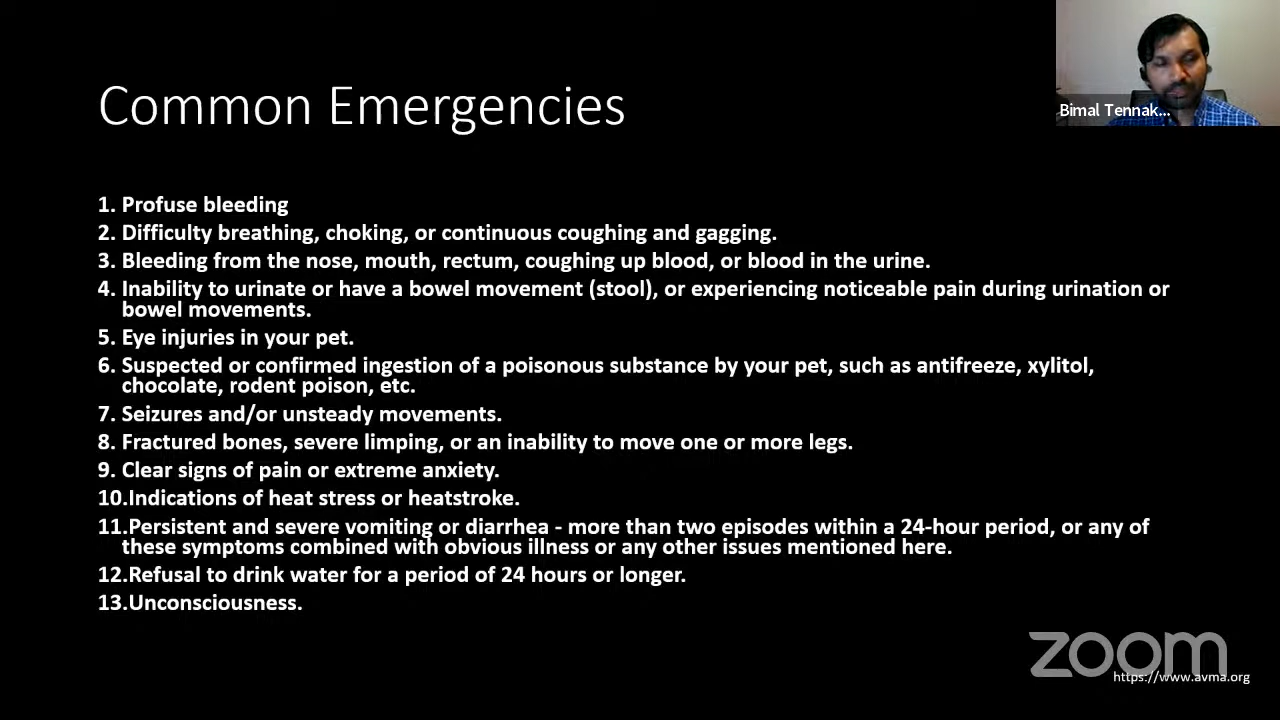 Bimal Tennak...
Common Emergencies
1. Profuse bleeding
2. Difficulty breathing, choking, or continuous coughing and gagging.
3. Bleeding from the nose, mouth, rectum, coughing up blood, or blood in the urine.
4. Inability to urinate or have a bowel movement (stool), or experiencing noticeable pain during urination or
bowel movements.
5. Eye injuries in your pet.
6. Suspected or confirmed ingestion of a poisonous substance by your pet, such as antifreeze, xylitol,
chocolate, rodent poison, etc.
7. Seizures and/or unsteady movements.
8. Fractured bones, severe limping, or an inability to move one or more legs.
9. Clear signs of pain or extreme anxiety.
10.Indications of heat stress or heatstroke.
11.Persistent and severe vomiting or diarrhea - more than two episodes within a 24-hour period, or any of
these symptoms combined with obvious illness or any other issues mentioned here.
12.Refusal to drink water for a period of 24 hours or longer.
13.Unconsciousness.
zoom
https://www.avma.org